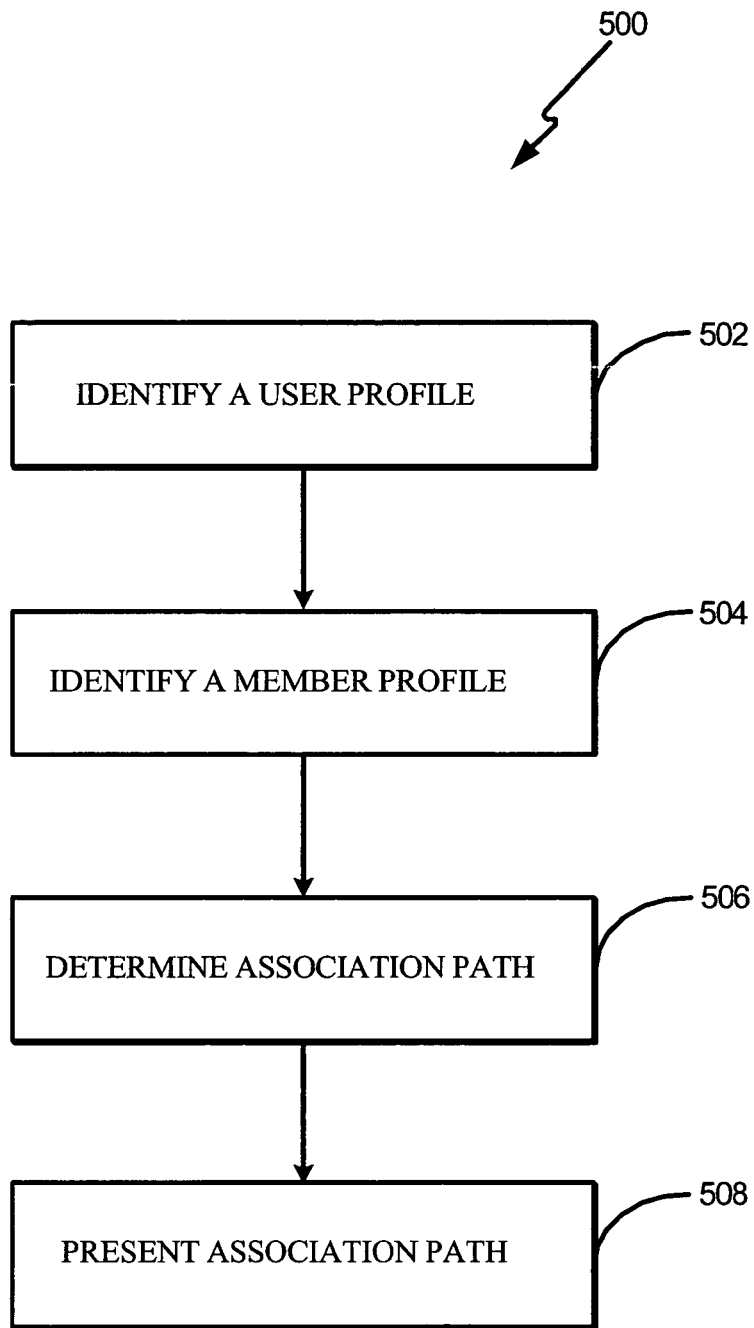 500
502
IDENTIFY A USER PROFILE
504
IDENTIFY A MEMBER PROFILE
506
DETERMINE ASSOCIATION PATH
508
PRESENT ASSOCIATION PATH